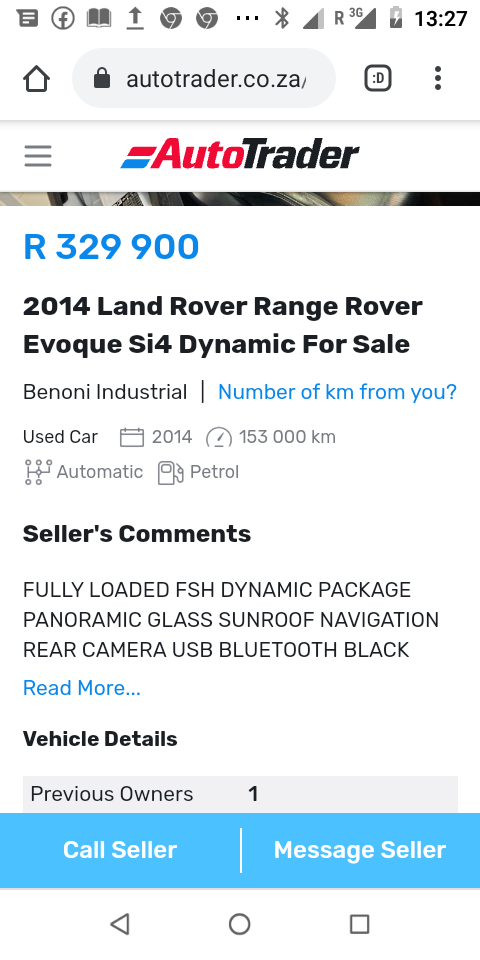 R 3G 13:27
autotrader.co.za/ :D
AutoTrader
R 329 900
2014 Land Rover Range Rover
Evoque Si4 Dynamic For Sale
Benoni Industrial | Number of km from you?
Used Car 2014 153 000 km
Automatic Petrol
Seller's Comments
FULLY LOADED FSH DYNAMIC PACKAGE
PANORAMIC GLASS SUNROOF NAVIGATION
REAR CAMERA USB BLUETOOTH BLACK
Read More...
Vehicle Details
Previous Owners 1
Call Seller Message Seller